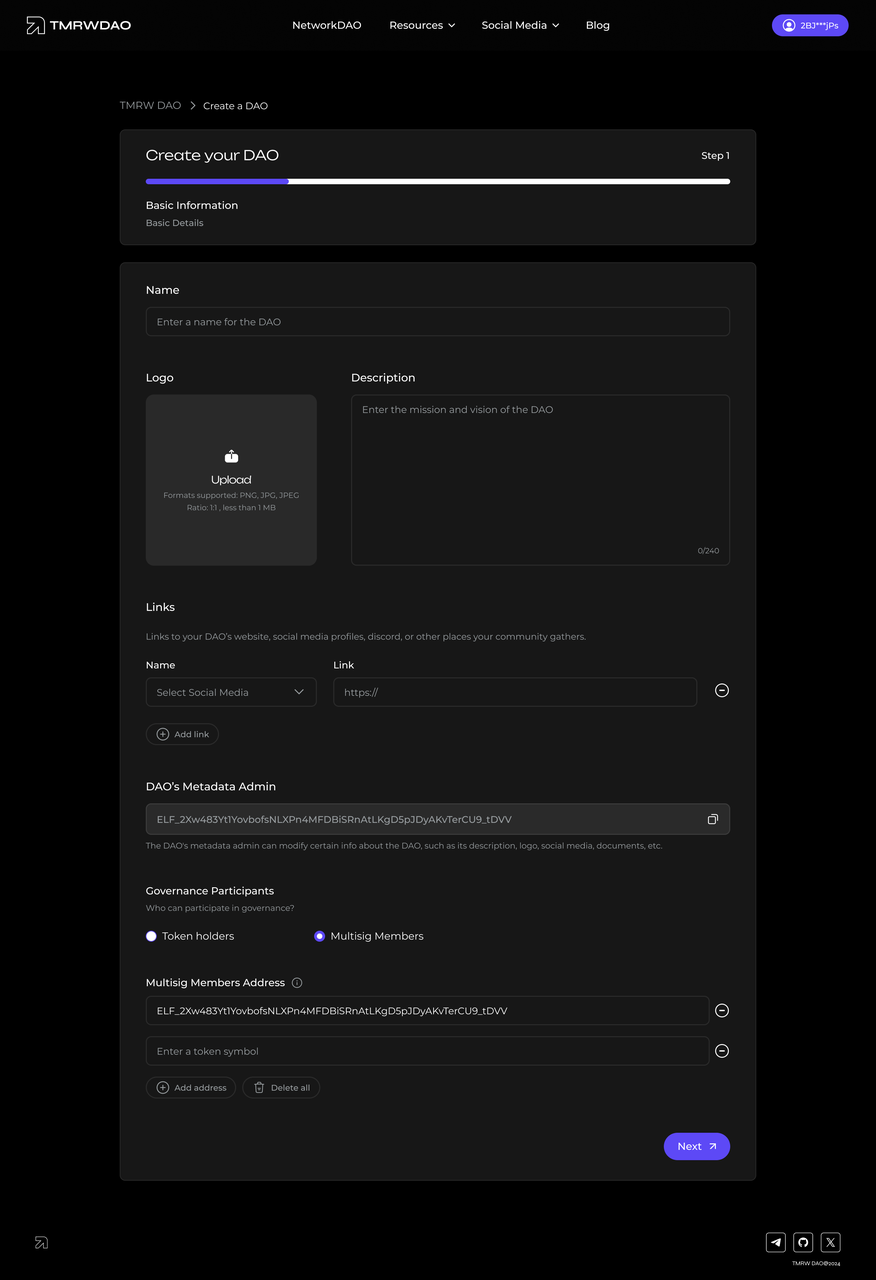 TMRWDAO
NetworkDAO Resources Social Media Blog
2BJ***jPs
TMRW DAO Create a DAO
Create your DAO
Step 1
Basic Information
Basic Details
Name
Enter a name for the DAO
Logo
Description
Upload
Formats supported: PNG, JPG, JPEG
Ratio: 1:1 , less than 1 MB
Enter the mission and vision of the DAO
0/240
Links
Links to your DAO's website, social media profiles, discord, or other places your community gathers.
Name
Link
Select Social Media
https://
Add link
DAO's Metadata Admin
ELF_2Xw483Yt1YovbofsNLXPn4MFDBiSRnAtLKgD5pJDyAKvTerCU9_tDVV
The DAO's metadata admin can modify certain info about the DAO, such as its description, logo, social media, documents, etc.
Governance Participants
Who can participate in governance?
Token holders
Multisig Members
Multisig Members Address
ELF_2Xw483Yt1YovbofsNLXPn4MFDBiSRnAtLKgD5pJDyAKvTerCU9_tDVV
Enter a token symbol
Add address
Delete all
Next
TMRW DAO@2024